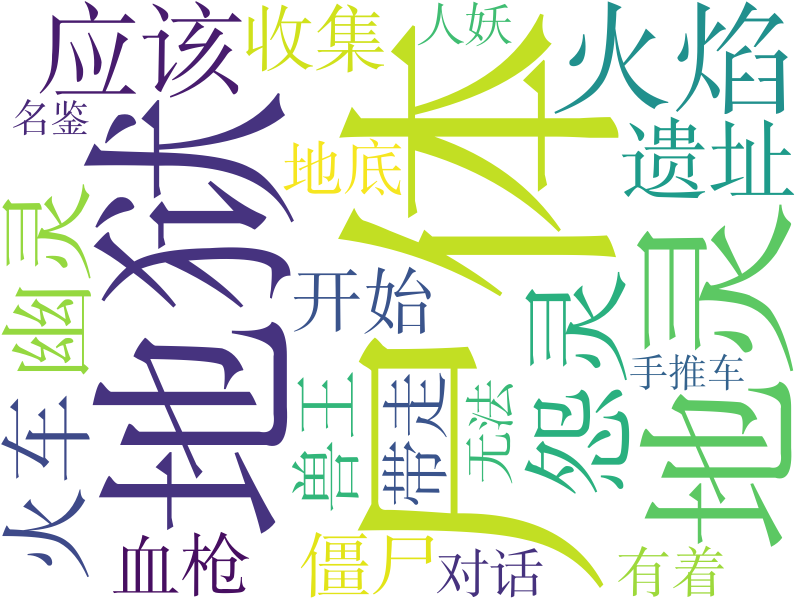 应该
收集
人妖
火焰
名鉴
地狱
尸体
地底
遗址
幽灵
开始
怨灵
地灵
火车
兽王
带走
无法
手推车
血枪
僵尸
对话
有着